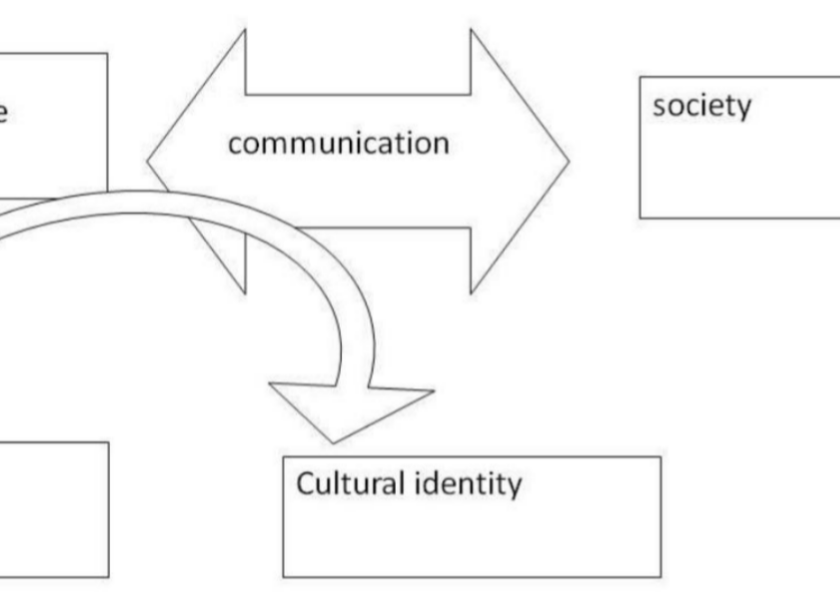 e
communication
society
Cultural identity